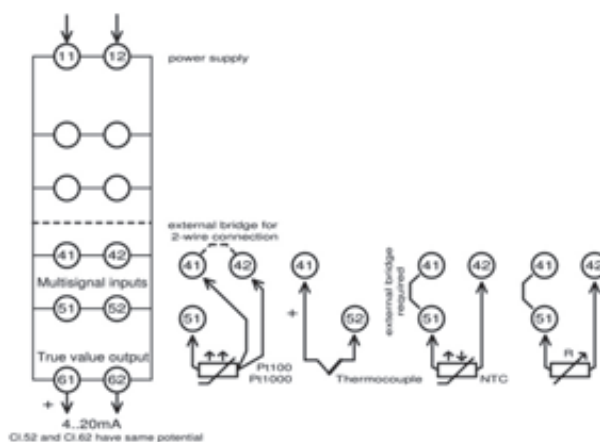 11 12 power supply
external bridge for
2-wire connection
41 42
Multisignal inputs
51 52
True value output
61 62
+
4..20mA
Cl.52 and Cl.62 have same potential
41 42
51
Pt100
Pt1000
41
+
52
Thermocouple
external bridge
required
41 42
51
NTC
41 42
51
R